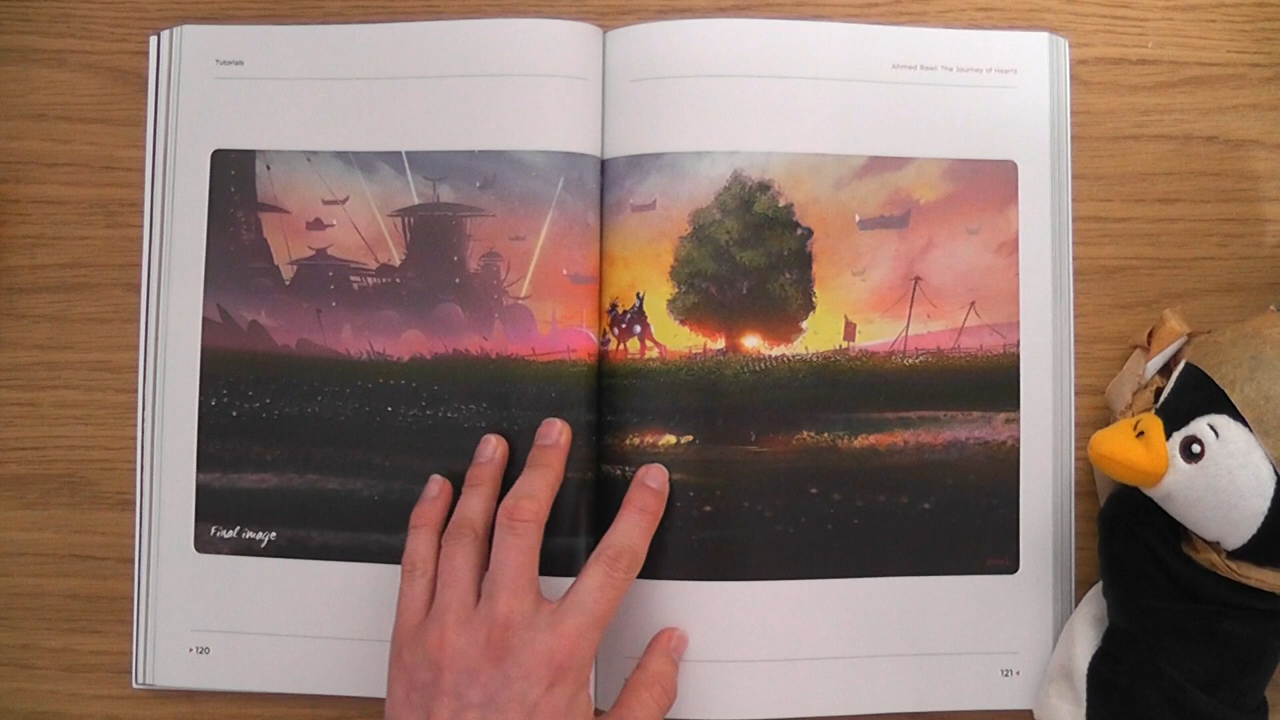 Tutorials
Ahmed Rawi: The Journey of Hearts
Final image
120
121